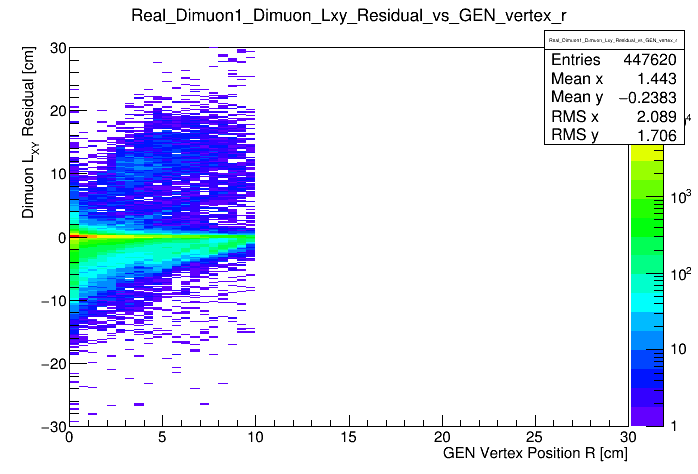 Real_Dimuon1_Dimuon_Lxy_Residual_vs_GEN_vertex_r
Real_Dimuon1_Dimuon_Lxy_Residual_vs_GEN_vertex_r
Entries 447620
Mean x 1.443
Mean y −0.2383
RMS x 2.089
RMS y 1.706
Dimuon LXY Residual [cm]
30
20
10
0
−10
−20
−30
0 5 10 15 20 25 30
GEN Vertex Position R [cm]
4
10³
10²
10
1